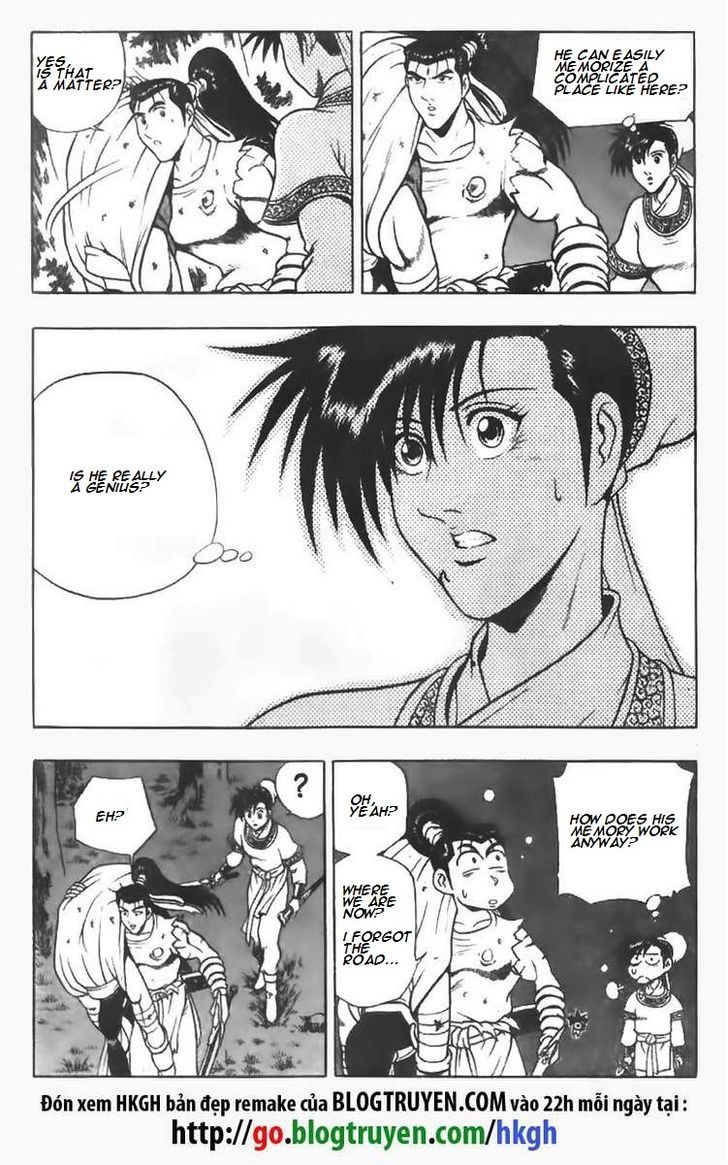 YES,
IS THAT
A MATTER?
HE CAN EASILY
MEMORIZE A
COMPLICATED
PLACE LIKE HERE?
IS HE REALLY
A GENIUS?
EH?
?
OH,
YEAH?
WHERE
WE ARE
NOW?
I FORGOT
THE
ROAD...
HOW DOES HIS
MEMORY WORK
ANYWAY?
Đón xem HKGH bản đẹp remake của BLOGTRUYEN.COM vào 22h mỗi ngày tại :
http://go.blogtruyen.com/hkgh